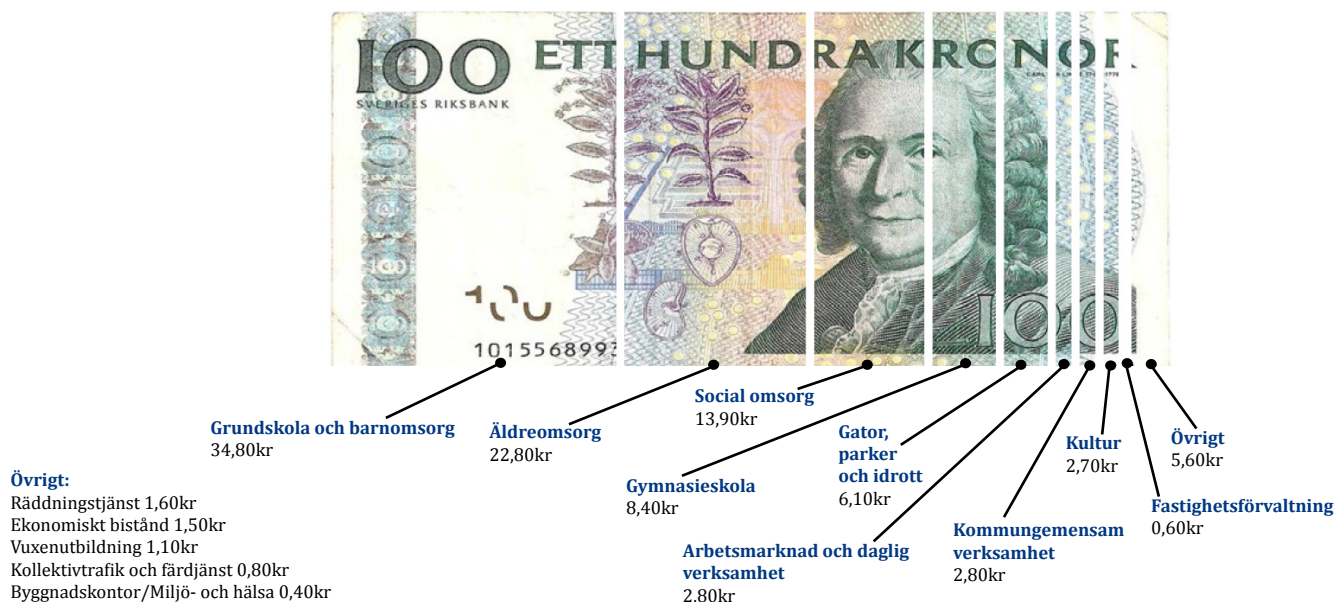 100 ETT HUNDRA KRONOR
SVERIGES RIKSBANK
100
1015568993
Grundskola och barnomsorg
34,80kr
Äldreomsorg
22,80kr
Social omsorg
13,90kr
Gymnasieskola
8,40kr
Gator,
parker
och idrott
6,10kr
Arbetsmarknad och daglig
verksamhet
2,80kr
Kommungemensam
verksamhet
2,80kr
Kultur
2,70kr
Fastighetsförvaltning
0,60kr
Övrigt
5,60kr
Övrigt:
Räddningstjänst 1,60kr
Ekonomiskt bistånd 1,50kr
Vuxenutbildning 1,10kr
Kollektivtrafik och färdjänst 0,80kr
Byggnadskontor/Miljö- och hälsa 0,40kr
100